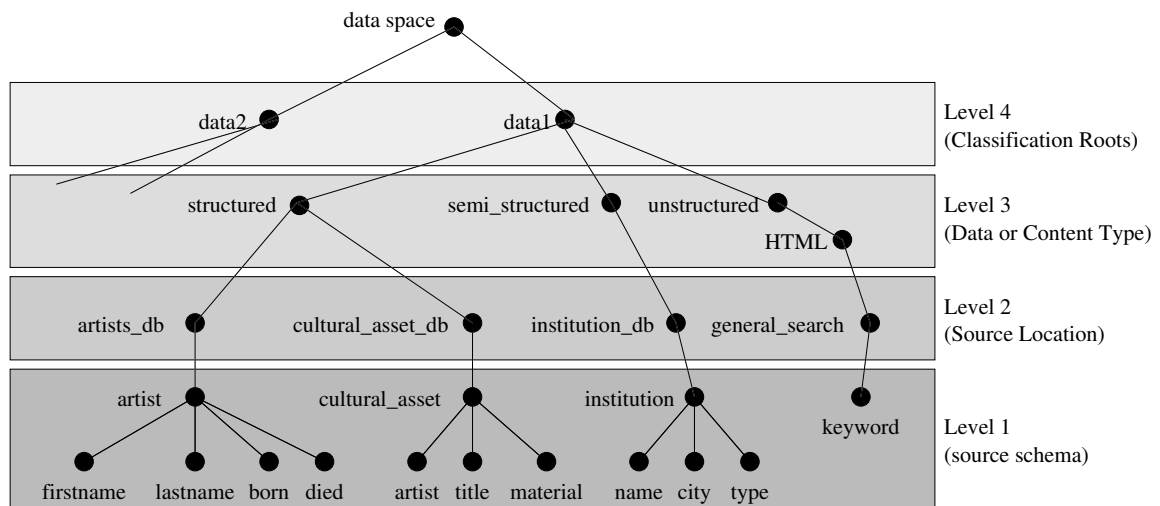 data space
data2
data1
Level 4
(Classification Roots)
structured
semi_structured
unstructured
HTML
Level 3
(Data or Content Type)
artists_db
cultural_asset_db
institution_db
general_search
Level 2
(Source Location)
artist
cultural_asset
institution
keyword
Level 1
(source schema)
firstname
lastname
born
died
artist
title
material
name
city
type